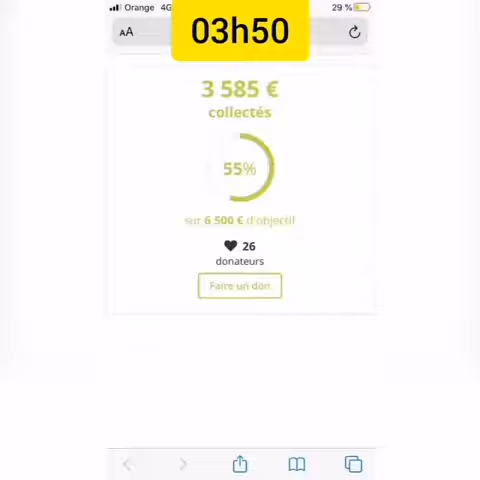 Orange 4G
29 %
03h50
AA
3 585 €
collectés
55%
sur 6 500 € d'objectif
26
donateurs
Faire un don